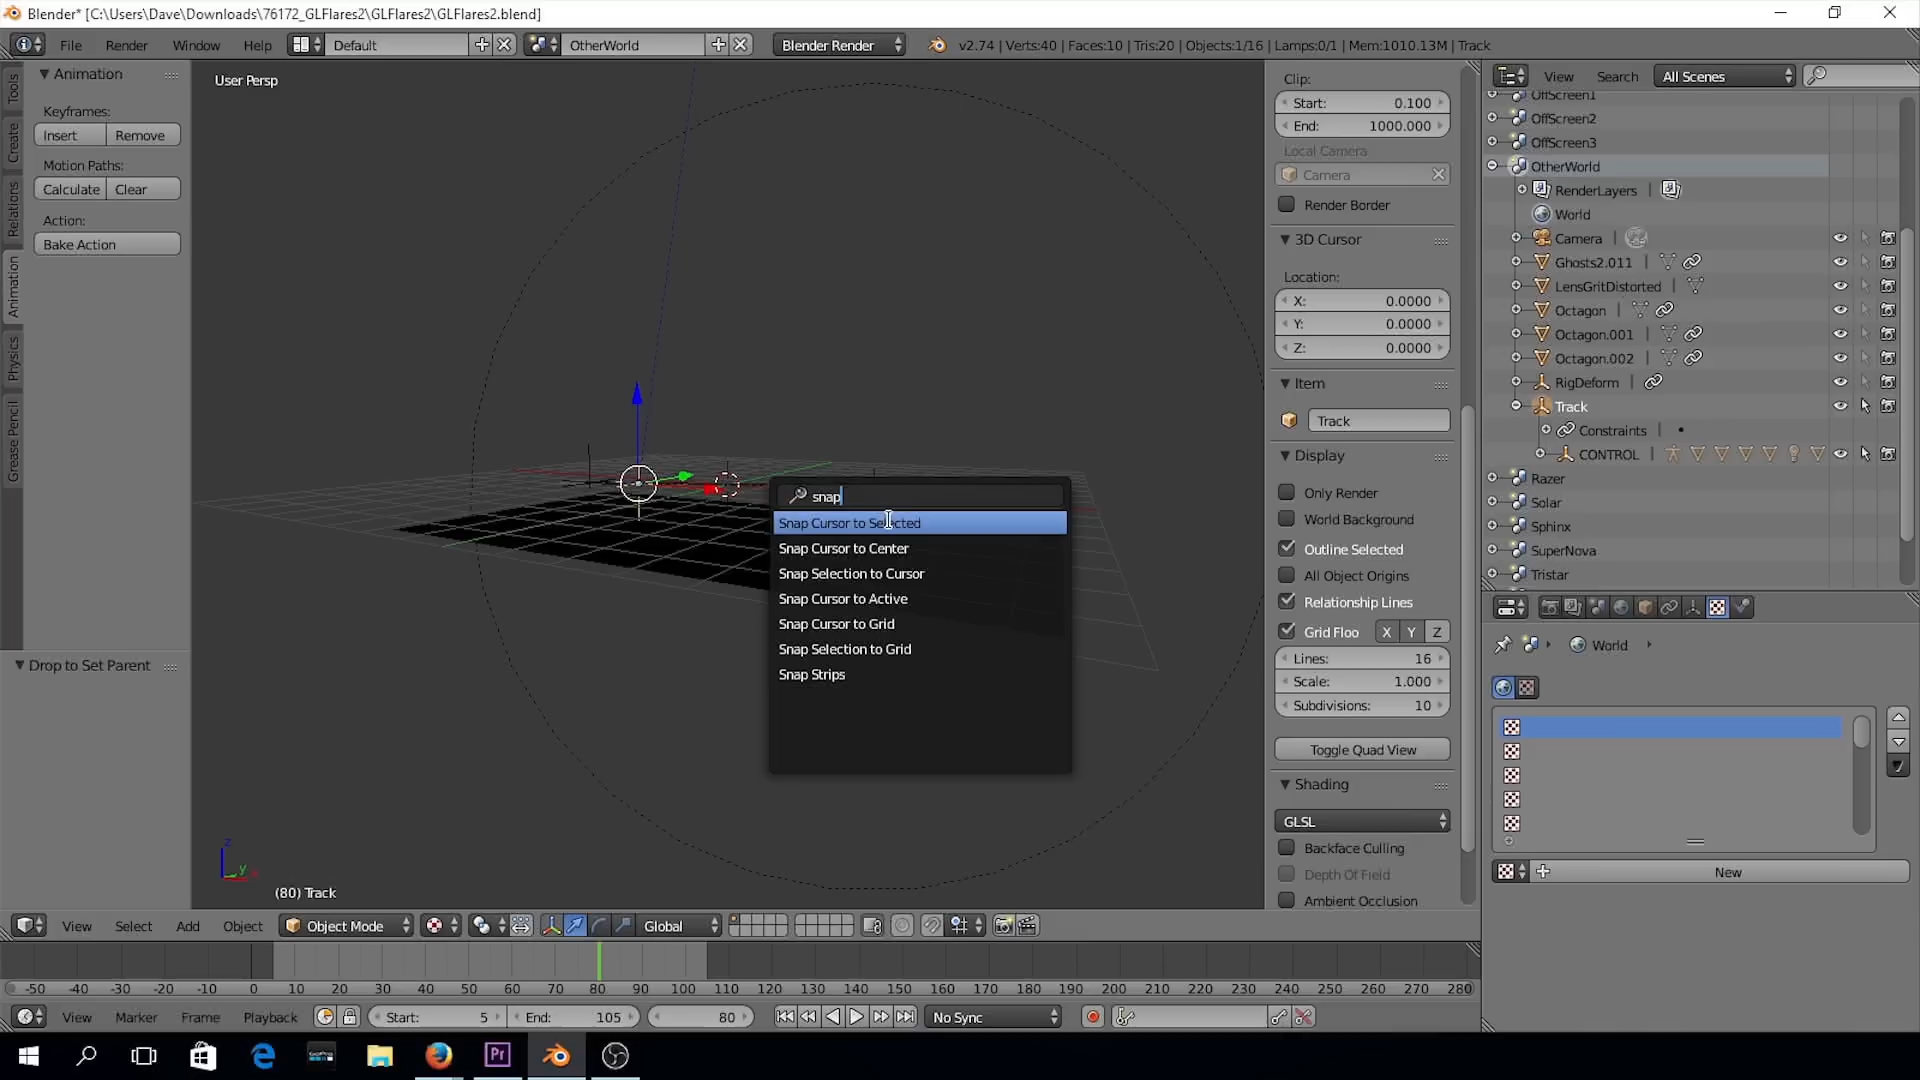 Blender* [C:\Users\Dave\Downloads\76172_GLFlares2\GLFlares2\GLFlares2.blend]
File Render Window Help Default OtherWorld Blender Render v2.74 | Verts:40 | Faces:10 | Tris:20 | Objects:1/16 | Lamps:0/1 | Mem:1010.13M | Track
View Search All Scenes
Tools
Create
Relations
Animation
Physics
Grease Pencil
Animation
Keyframes:
Insert Remove
Motion Paths:
Calculate Clear
Action:
Bake Action
Drop to Set Parent
User Persp
snap
Snap Cursor to Selected
Snap Cursor to Center
Snap Selection to Cursor
Snap Cursor to Active
Snap Cursor to Grid
Snap Selection to Grid
Snap Strips
z
y
x
(80) Track
Clip:
Start: 0.100
End: 1000.000
Local Camera
Camera
Render Border
3D Cursor
Location:
X: 0.0000
Y: 0.0000
Z: 0.0000
Item
Track
Display
Only Render
World Background
Outline Selected
All Object Origins
Relationship Lines
Grid Floo X Y Z
Lines: 16
Scale: 1.000
Subdivisions: 10
Toggle Quad View
Shading
GLSL
Backface Culling
Depth Of Field
Ambient Occlusion
OffScreen1
OffScreen2
OffScreen3
OtherWorld
RenderLayers |
World
Camera |
Ghosts2.011 |
LensGritDistorted |
Octagon |
Octagon.001 |
Octagon.002 |
RigDeform |
Track
Constraints |
CONTROL |
Razer
Solar
Sphinx
SuperNova
Tristar
World
New
View Select Add Object Object Mode Global
-50 -40 -30 -20 -10 0 10 20 30 40 50 60 70 80 90 100 110 120 130 140 150 160 170 180 190 200 210 220 230 240 250 260 270 280
View Marker Frame Playback Start: 5 End: 105 80 No Sync
GoPro
Pr